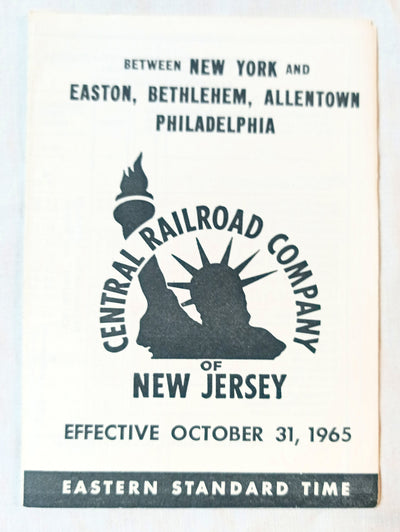 BETWEEN NEW YORK AND
EASTON, BETHLEHEM, ALLENTOWN
PHILADELPHIA
CENTRAL RAILROAD COMPANY
OF
NEW JERSEY
EFFECTIVE OCTOBER 31, 1965
EASTERN STANDARD TIME